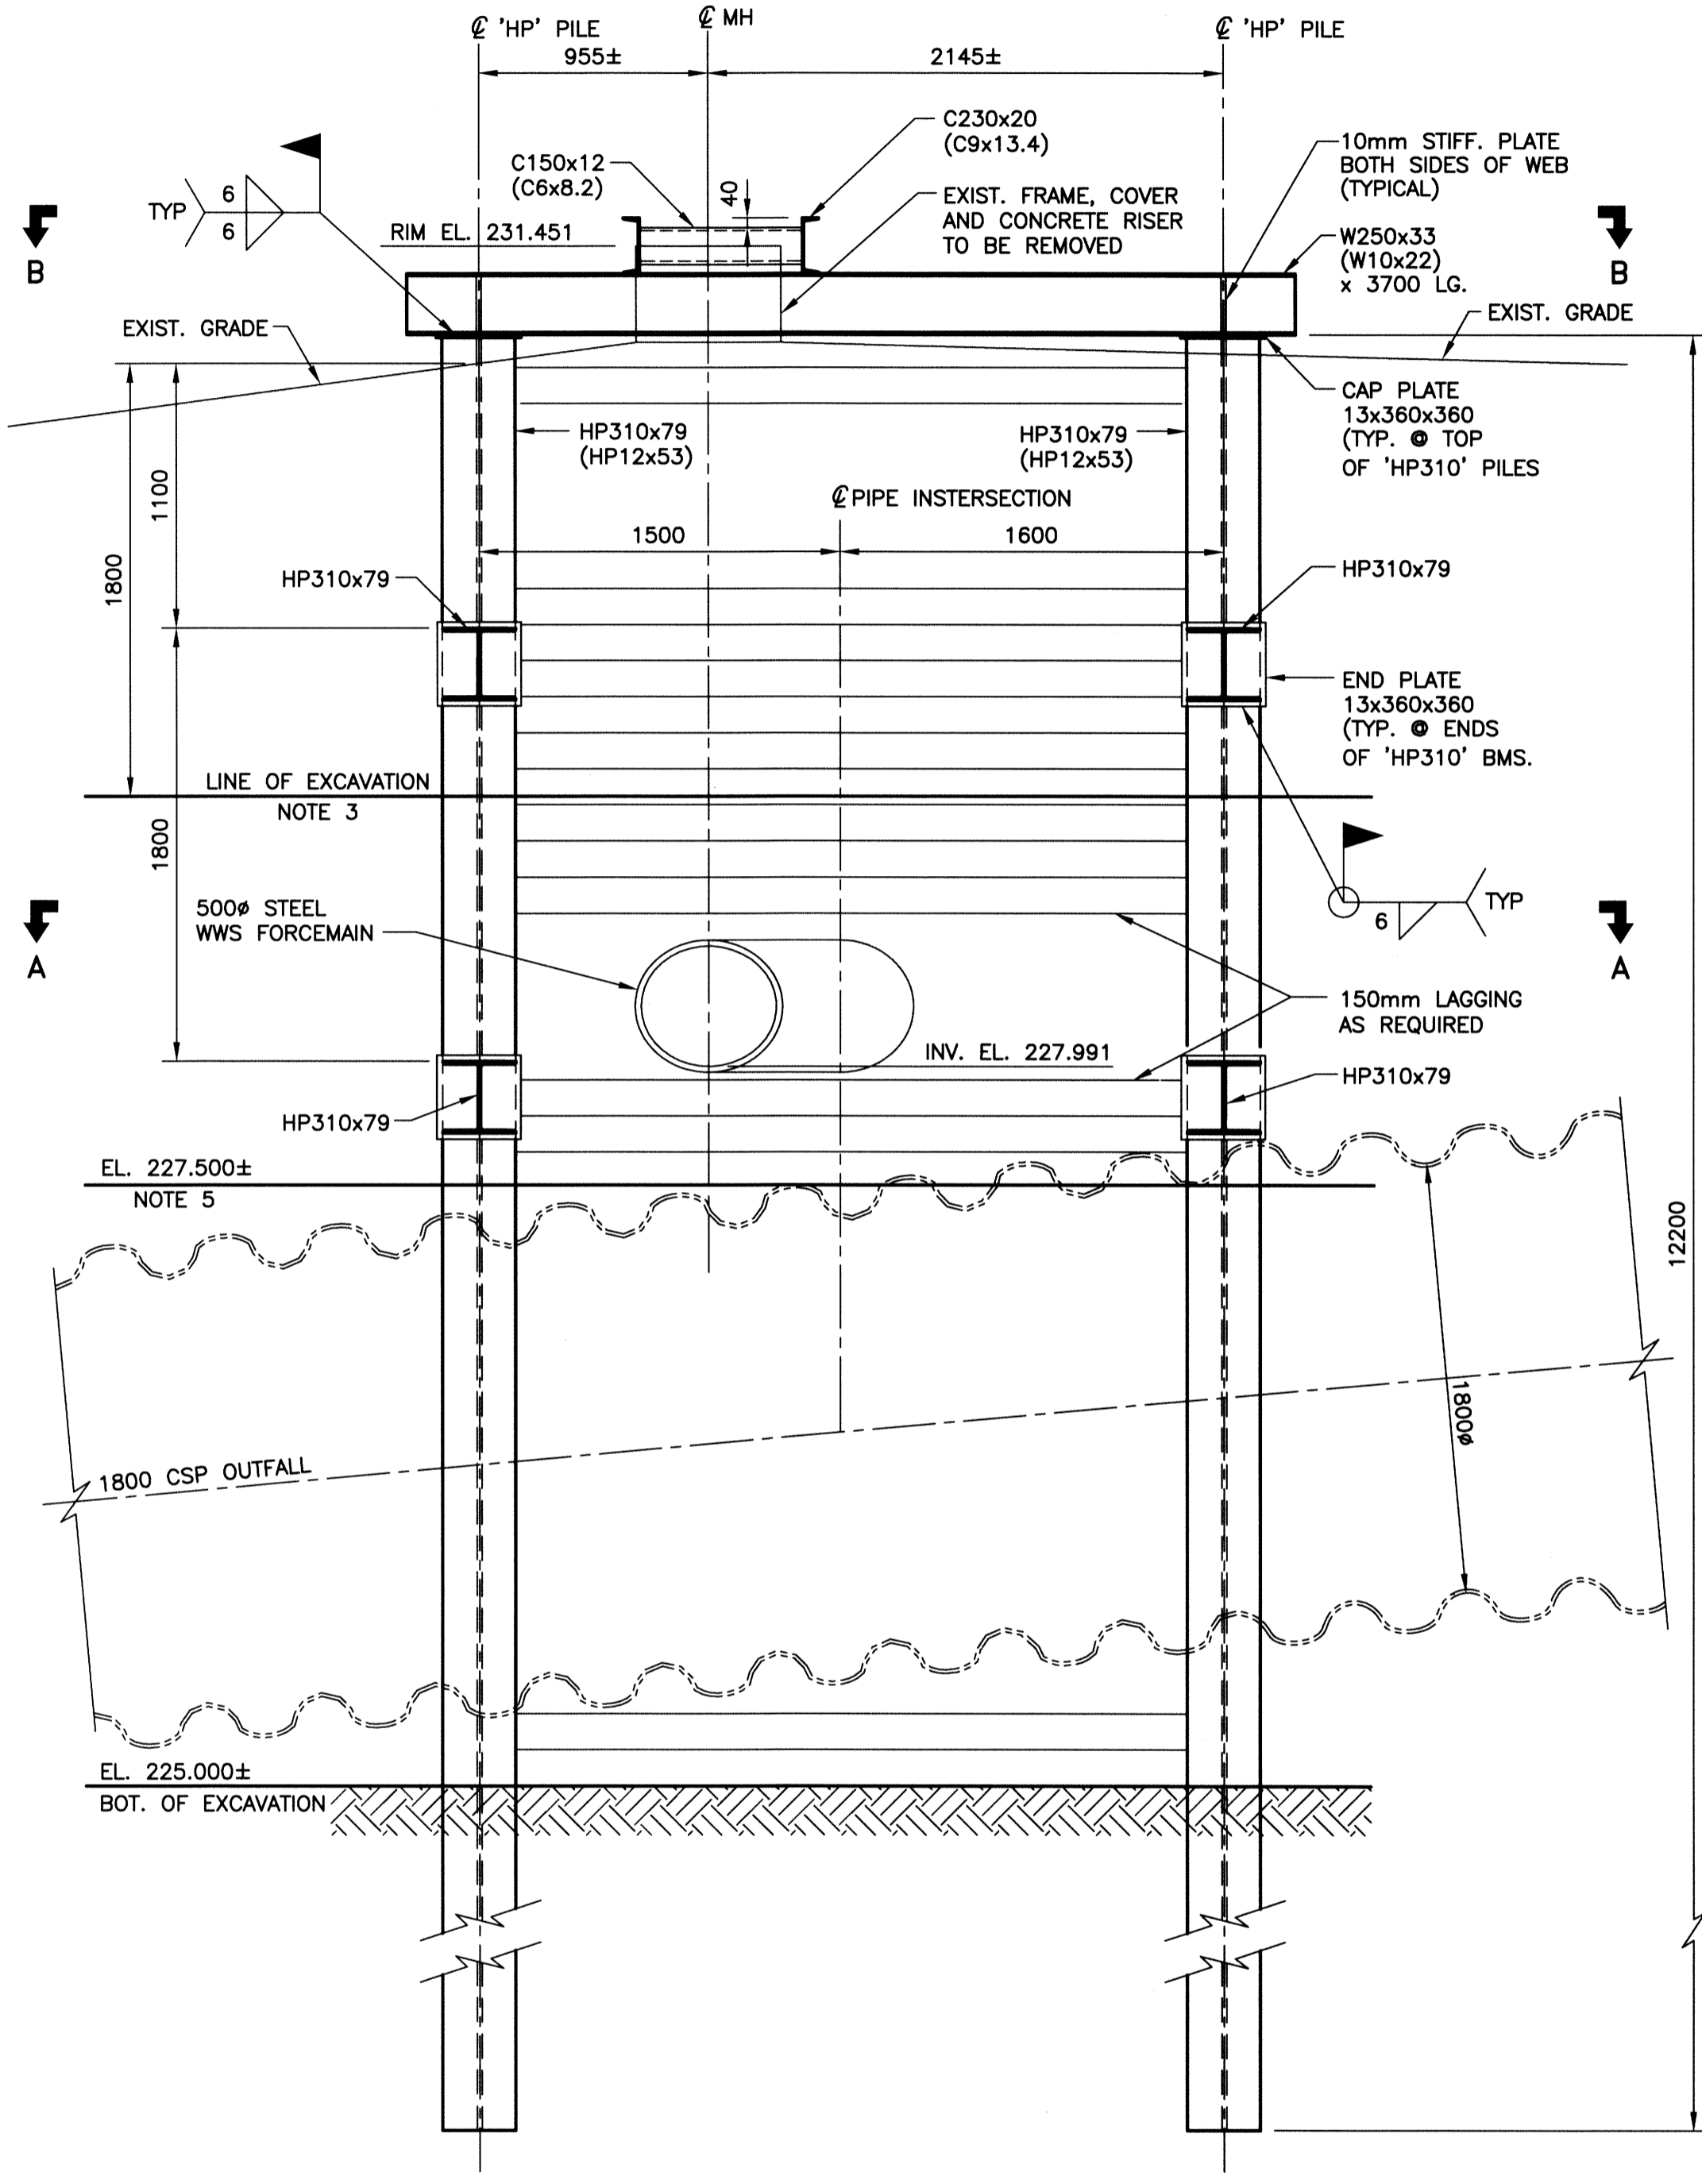 ℄ 'HP' PILE
℄ MH
℄ 'HP' PILE
955±
2145±
C230x20
(C9x13.4)
C150x12
(C6x8.2)
40
10mm STIFF. PLATE
BOTH SIDES OF WEB
(TYPICAL)
TYP
6
6
EXIST. FRAME, COVER
AND CONCRETE RISER
TO BE REMOVED
RIM EL. 231.451
W250x33
(W10x22)
x 3700 LG.
B
B
EXIST. GRADE
EXIST. GRADE
CAP PLATE
13x360x360
(TYP. @ TOP
OF 'HP310' PILES
HP310x79
(HP12x53)
HP310x79
(HP12x53)
1100
℄ PIPE INSTERSECTION
1500
1600
1800
HP310x79
HP310x79
END PLATE
13x360x360
(TYP. @ ENDS
OF 'HP310' BMS.
LINE OF EXCAVATION
NOTE 3
1800
500ø STEEL
WWS FORCEMAIN
6
TYP
A
A
150mm LAGGING
AS REQUIRED
INV. EL. 227.991
HP310x79
HP310x79
EL. 227.500±
NOTE 5
12200
1800ø
1800 CSP OUTFALL
EL. 225.000±
BOT. OF EXCAVATION